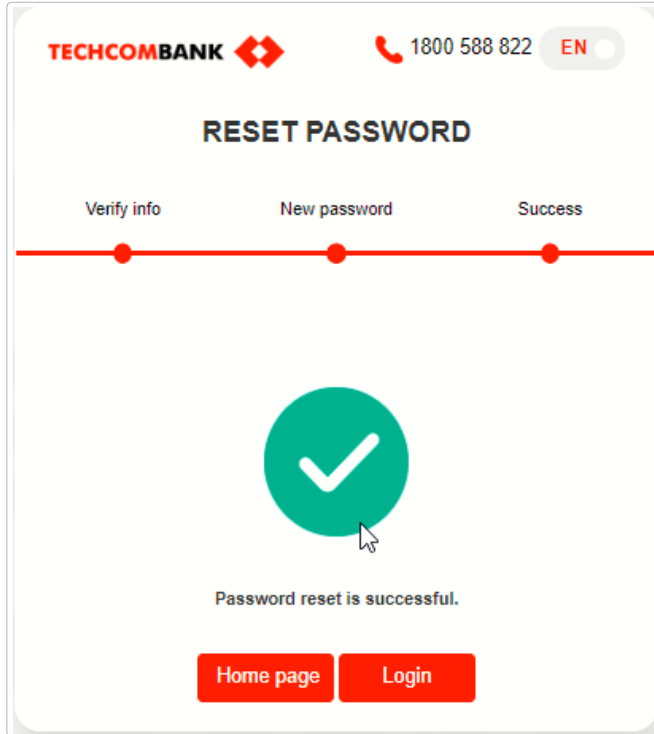 TECHCOMBANK 1800 588 822 EN
RESET PASSWORD
Verify info New password Success
Password reset is successful.
Home page Login